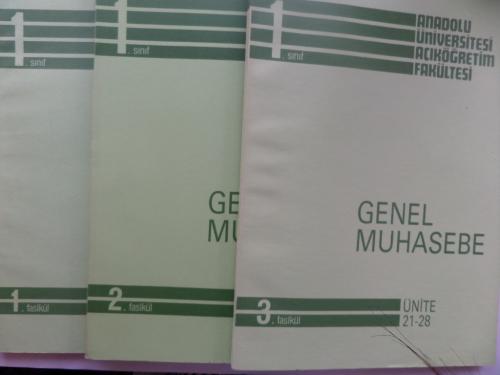 1. sınıf
1. fasikül
1. sınıf
GE
MU
2. fasikül
1. sınıf
ANADOLU
ÜNİVERSİTESİ
AÇIKÖĞRETİM
FAKÜLTESİ
GENEL
MUHASEBE
3. fasikül
ÜNİTE
21-28